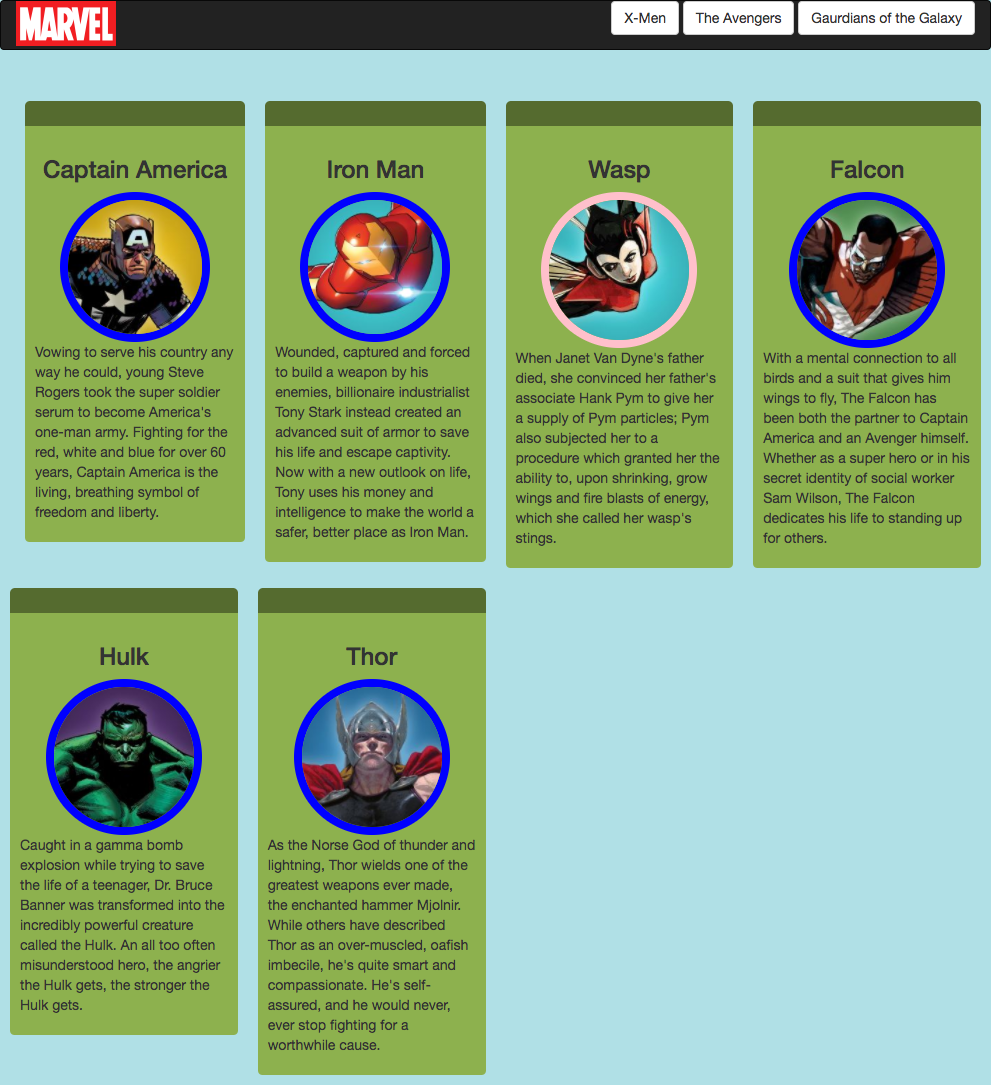 MARVEL
X-Men
The Avengers
Gaurdians of the Galaxy
Captain America
Vowing to serve his country any
way he could, young Steve
Rogers took the super soldier
serum to become America's
one-man army. Fighting for the
red, white and blue for over 60
years, Captain America is the
living, breathing symbol of
freedom and liberty.
Iron Man
Wounded, captured and forced
to build a weapon by his
enemies, billionaire industrialist
Tony Stark instead created an
advanced suit of armor to save
his life and escape captivity.
Now with a new outlook on life,
Tony uses his money and
intelligence to make the world a
safer, better place as Iron Man.
Wasp
When Janet Van Dyne's father
died, she convinced her father's
associate Hank Pym to give her
a supply of Pym particles; Pym
also subjected her to a
procedure which granted her the
ability to, upon shrinking, grow
wings and fire blasts of energy,
which she called her wasp's
stings.
Falcon
With a mental connection to all
birds and a suit that gives him
wings to fly, The Falcon has
been both the partner to Captain
America and an Avenger himself.
Whether as a super hero or in his
secret identity of social worker
Sam Wilson, The Falcon
dedicates his life to standing up
for others.
Hulk
Caught in a gamma bomb
explosion while trying to save
the life of a teenager, Dr. Bruce
Banner was transformed into the
incredibly powerful creature
called the Hulk. An all too often
misunderstood hero, the angrier
the Hulk gets, the stronger the
Hulk gets.
Thor
As the Norse God of thunder and
lightning, Thor wields one of the
greatest weapons ever made,
the enchanted hammer Mjolnir.
While others have described
Thor as an over-muscled, oafish
imbecile, he's quite smart and
compassionate. He's self-
assured, and he would never,
ever stop fighting for a
worthwhile cause.